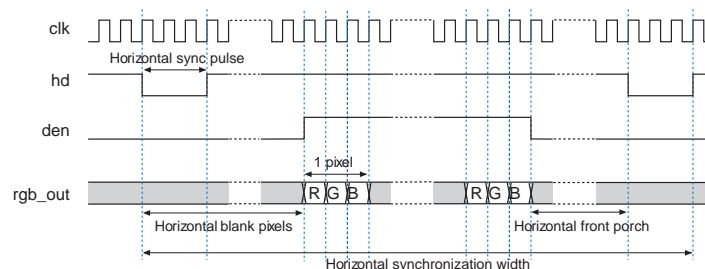 clk
Horizontal sync pulse
hd
den
1 pixel
rgb_out R G B R G B
Horizontal blank pixels Horizontal front porch
Horizontal synchronization width